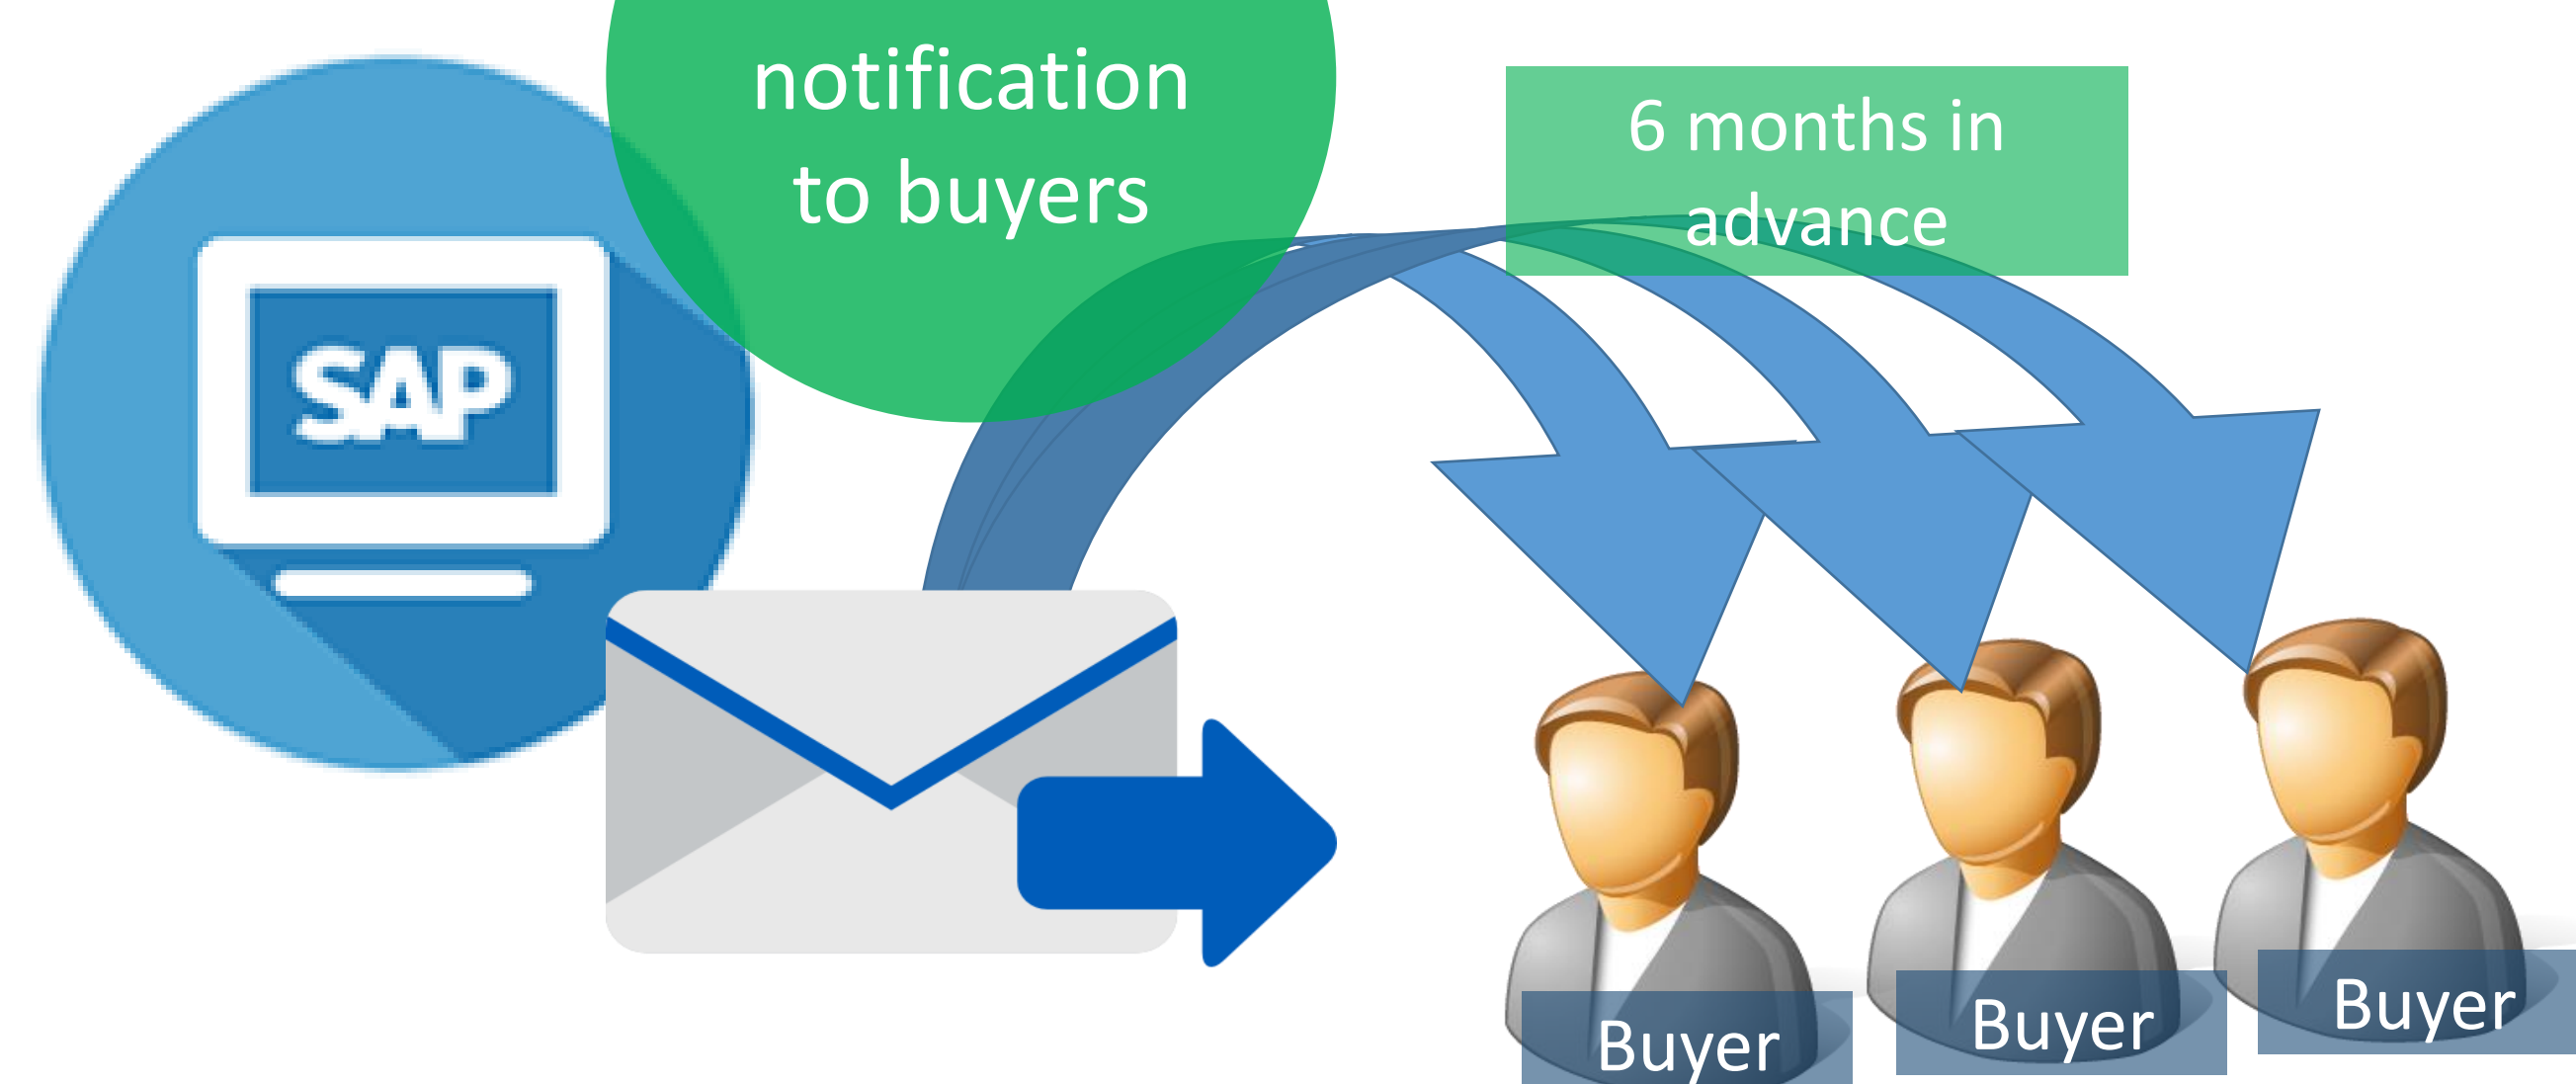 notification
to buyers
6 months in
advance
SAP
Buyer
Buyer
Buyer